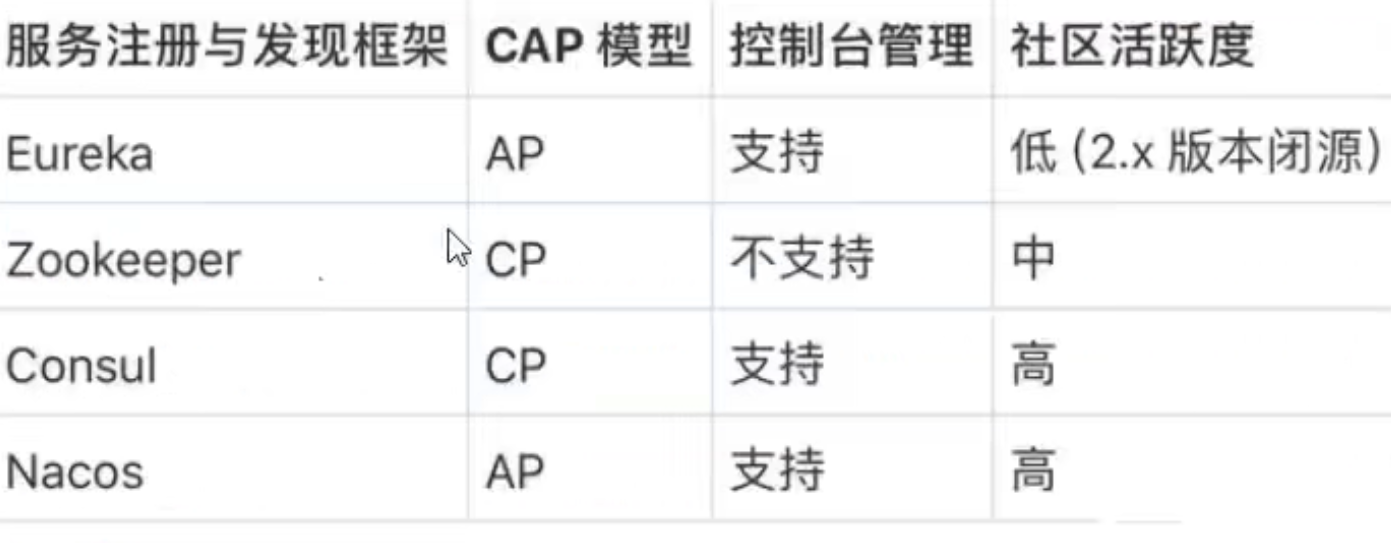 服务注册与发现框架 CAP 模型 控制台管理 社区活跃度
Eureka AP 支持 低 (2.x 版本闭源)
Zookeeper CP 不支持 中
Consul CP 支持 高
Nacos AP 支持 高